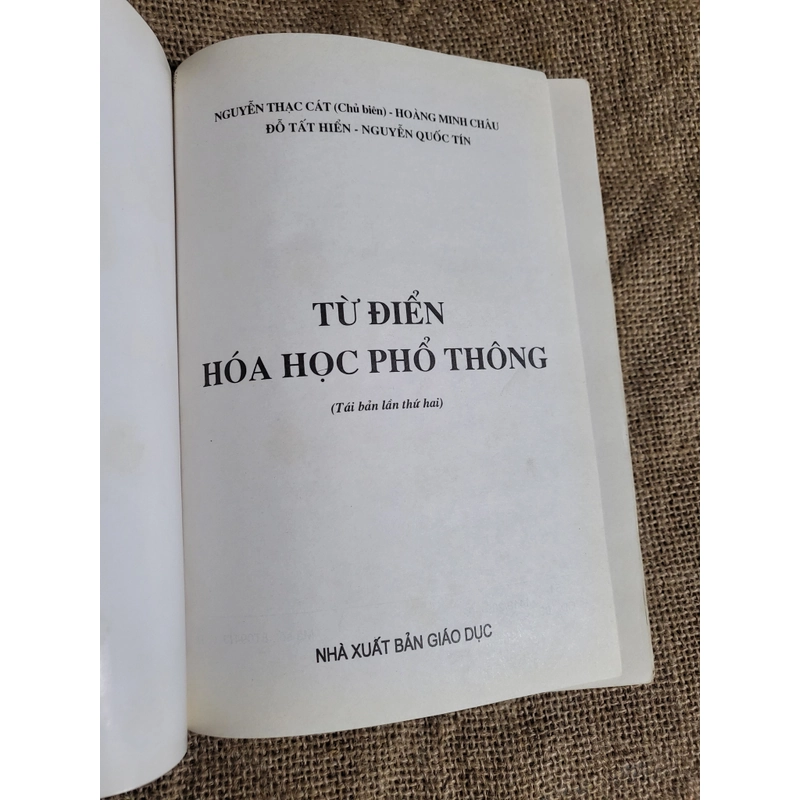 NGUYỄN THẠC CÁT (Chủ biên) - HOÀNG MINH CHÂU
ĐỖ TẤT HIỂN - NGUYỄN QUỐC TÍN
TỪ ĐIỂN
HÓA HỌC PHỔ THÔNG
(Tái bản lần thứ hai)
NHÀ XUẤT BẢN GIÁO DỤC